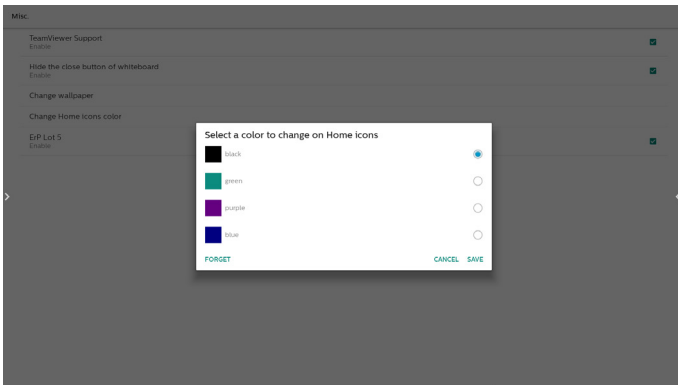 Misc.
TeamViewer Support
Enable
Hide the close button of whiteboard
Enable
Change wallpaper
Change Home icons color
ErP Lot 5
Enable
Select a color to change on Home icons
black
green
purple
blue
FORGET CANCEL SAVE